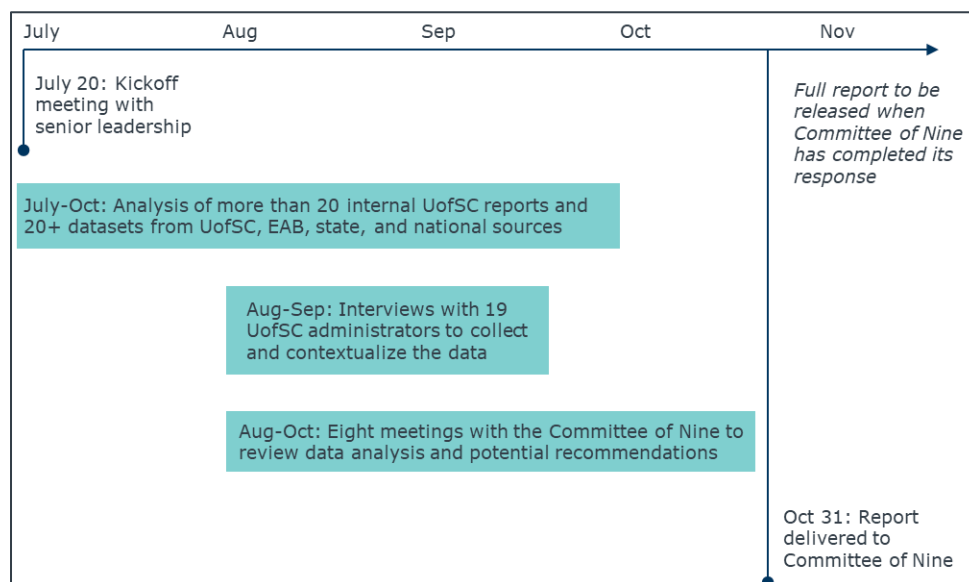 July Aug Sep Oct Nov
July 20: Kickoff
meeting with
senior leadership
Full report to be
released when
Committee of Nine
has completed its
response
July-Oct: Analysis of more than 20 internal UofSC reports and
20+ datasets from UofSC, EAB, state, and national sources
Aug-Sep: Interviews with 19
UofSC administrators to collect
and contextualize the data
Aug-Oct: Eight meetings with the Committee of Nine to
review data analysis and potential recommendations
Oct 31: Report
delivered to
Committee of Nine